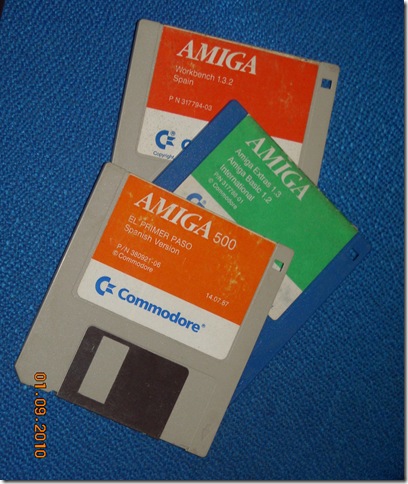 AMIGA
Workbench 1.3.2
Spain
P/N 317794-03
Copyright
AMIGA
Amiga Extras 1.3
Amiga Basic 1.2
International
© Commodore
AMIGA 500
EL PRIMER PASO
Spanish Version
P/N 380921-06
© Commodore
14.07.87
Commodore®
01.09.2010